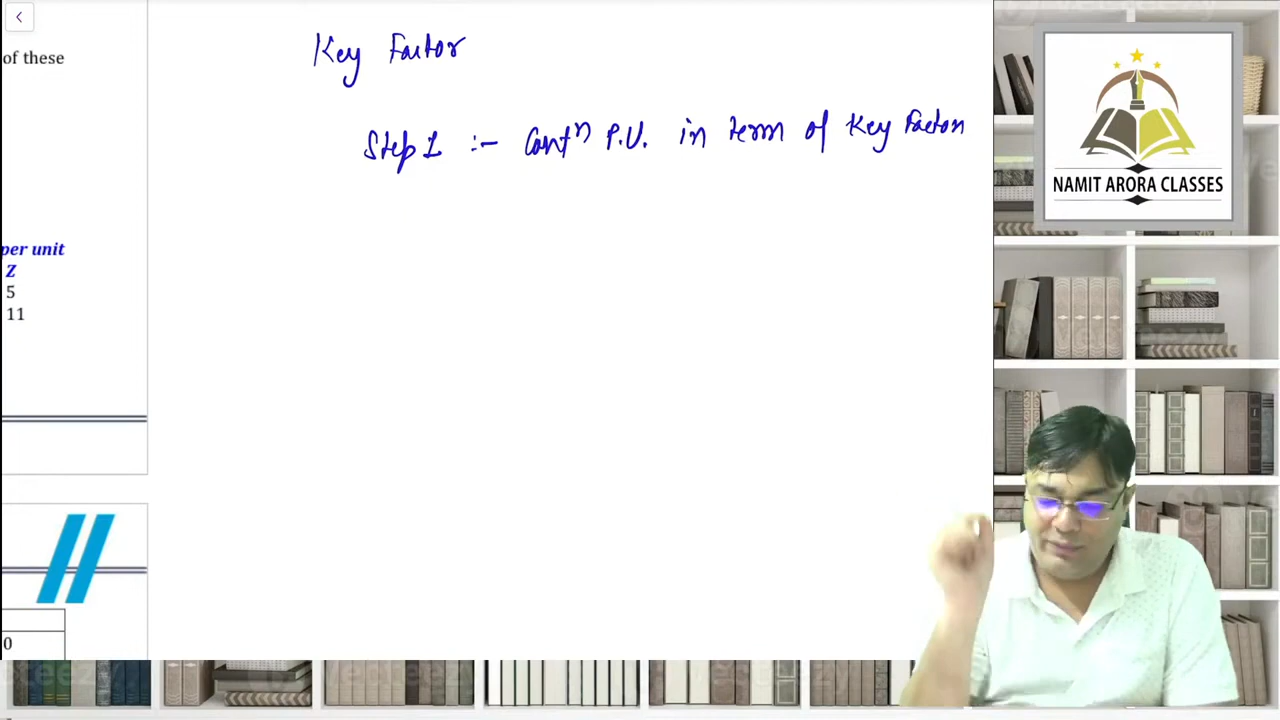 of these
Key Factor
Step 1 :- Contⁿ P.U. in term of Key Factor
NAMIT ARORA CLASSES
per unit
Z
5
11
0